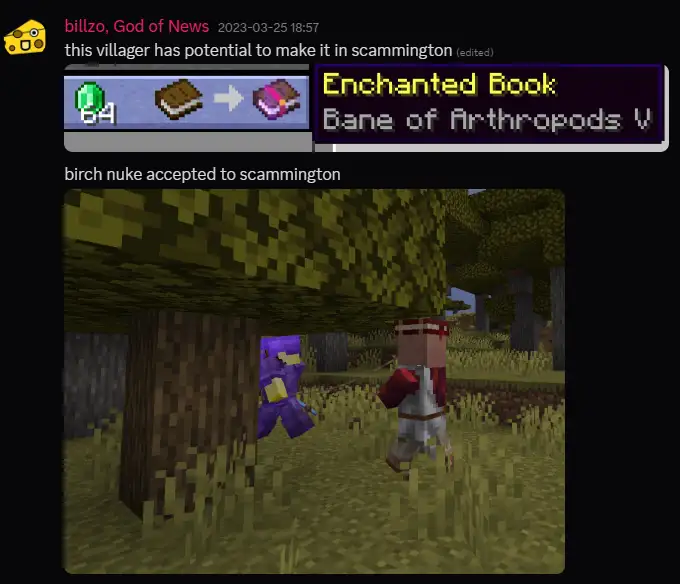 billzo, God of News 2023-03-25 18:57
this villager has potential to make it in scammington (edited)
64
Enchanted Book
Bane of Arthropods V
birch nuke accepted to scammington